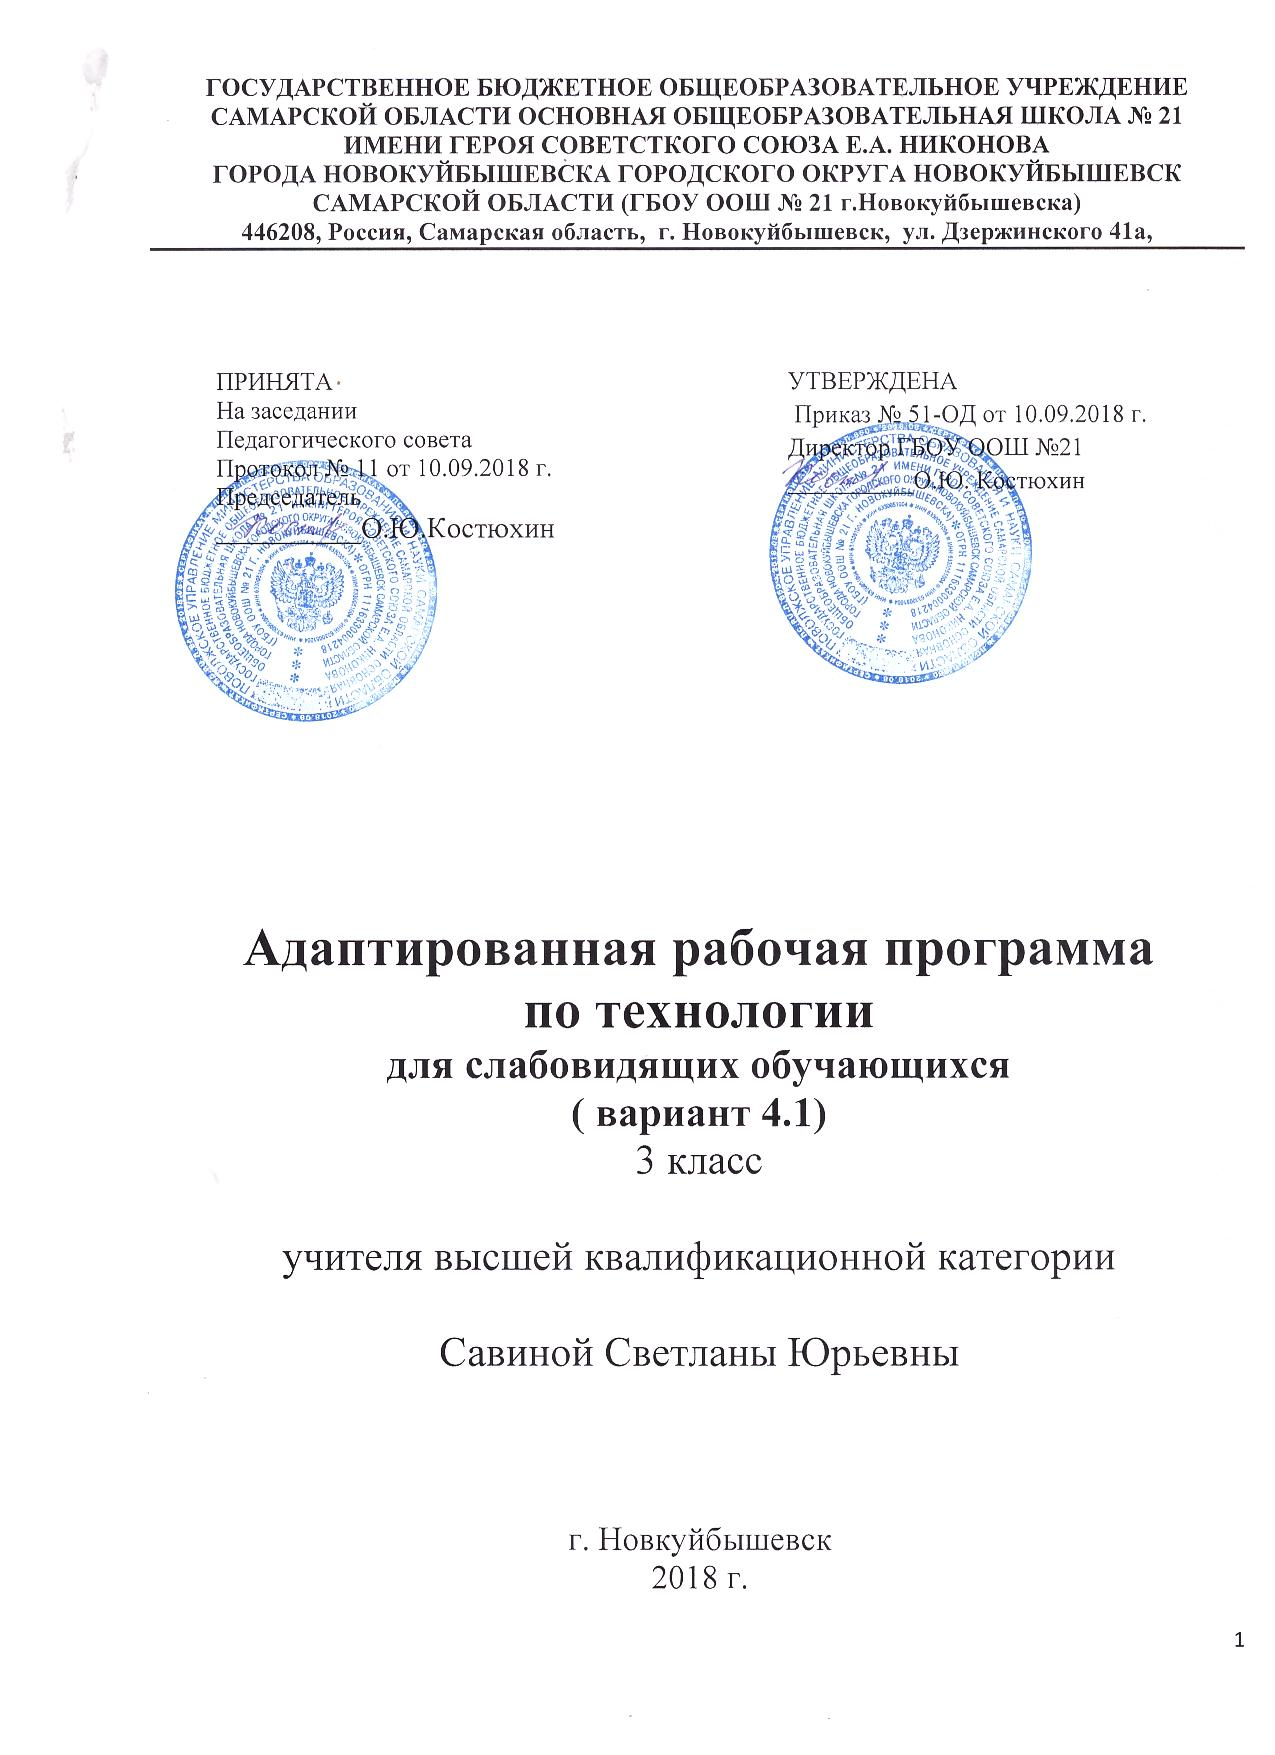 ГОСУДАРСТВЕННОЕ БЮДЖЕТНОЕ ОБЩЕОБРАЗОВАТЕЛЬНОЕ УЧРЕЖДЕНИЕ
САМАРСКОЙ ОБЛАСТИ ОСНОВНАЯ ОБЩЕОБРАЗОВАТЕЛЬНАЯ ШКОЛА № 21
ИМЕНИ ГЕРОЯ СОВЕТСТКОГО СОЮЗА Е.А. НИКОНОВА
ГОРОДА НОВОКУЙБЫШЕВСКА ГОРОДСКОГО ОКРУГА НОВОКУЙБЫШЕВСК
САМАРСКОЙ ОБЛАСТИ (ГБОУ ООШ № 21 г.Новокуйбышевска)
446208, Россия, Самарская область, г. Новокуйбышевск, ул. Дзержинского 41а,
ПРИНЯТА
На заседании
Педагогического совета
Протокол № 11 от 10.09.2018 г.
Председатель
О.Ю.Костюхин
УТВЕРЖДЕНА
Приказ № 51-ОД от 10.09.2018 г.
Директор ГБОУ ООШ №21
О.Ю. Костюхин
Адаптированная рабочая программа
по технологии
для слабовидящих обучающихся
( вариант 4.1)
3 класс
учителя высшей квалификационной категории
Савиной Светланы Юрьевны
г. Новкуйбышевск
2018 г.
1